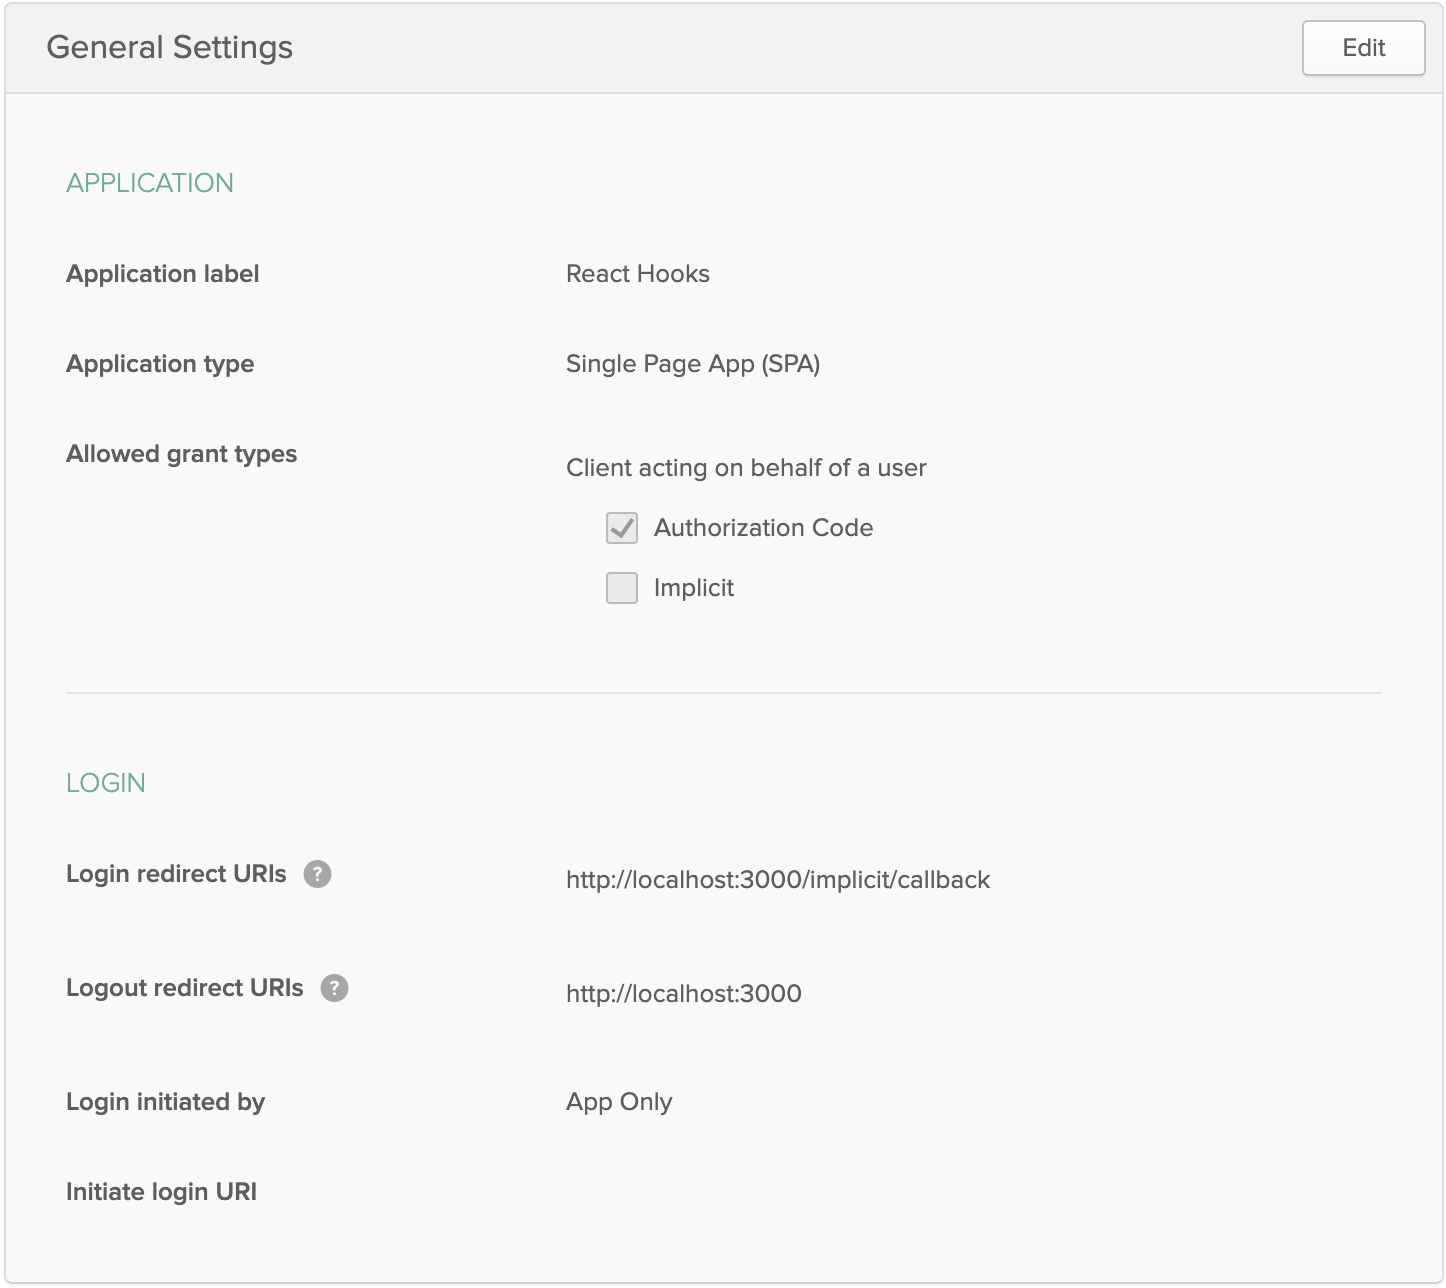 General Settings
Edit
APPLICATION
Application label
React Hooks
Application type
Single Page App (SPA)
Allowed grant types
Client acting on behalf of a user
Authorization Code
Implicit
LOGIN
Login redirect URIs ?
http://localhost:3000/implicit/callback
Logout redirect URIs ?
http://localhost:3000
Login initiated by
App Only
Initiate login URI